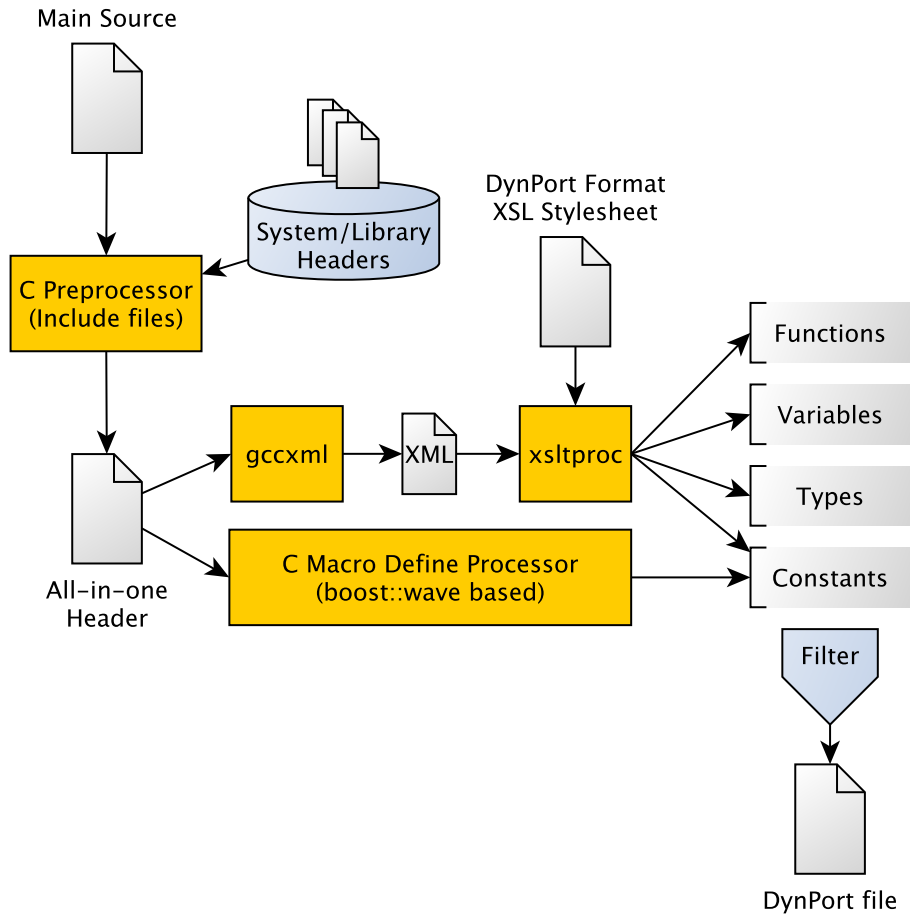 Main Source
DynPort Format
XSL Stylesheet
System/Library
Headers
C Preprocessor
(Include files)
Functions
Variables
gccxml
XML
xsltproc
Types
C Macro Define Processor
(boost::wave based)
Constants
All-in-one
Header
Filter
DynPort file